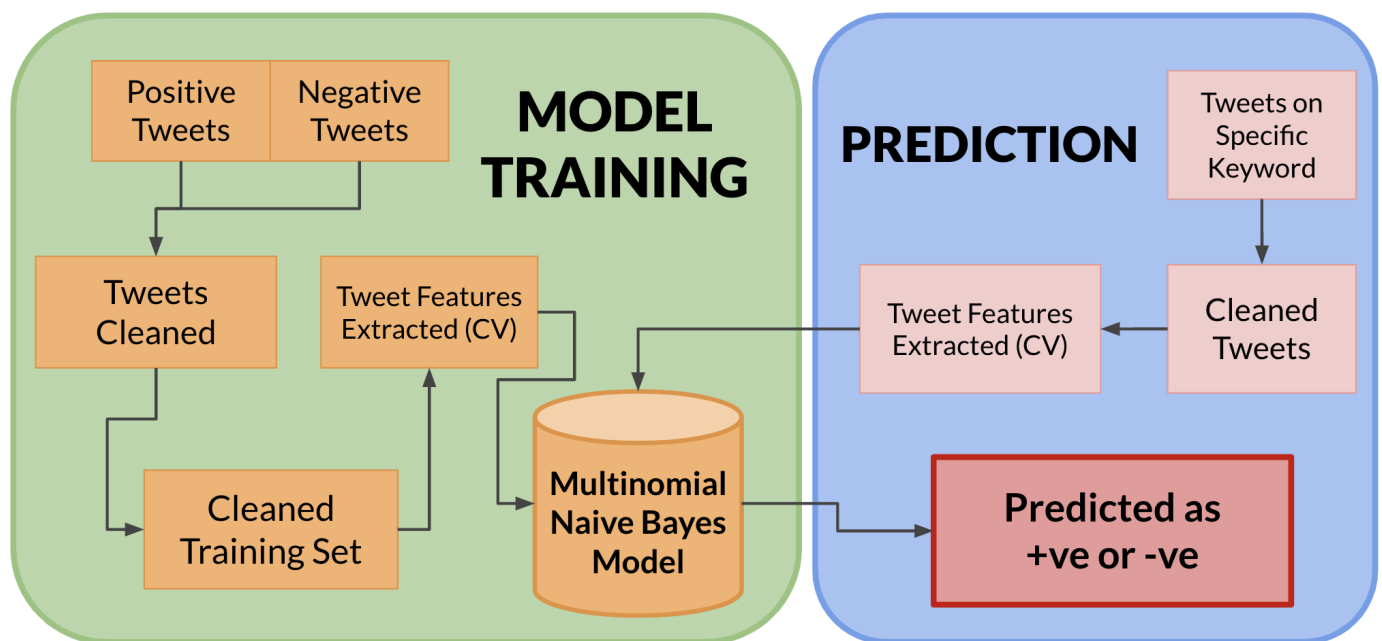 Positive
Tweets
Negative
Tweets
MODEL
TRAINING
Tweets
Cleaned
Tweet Features
Extracted (CV)
Cleaned
Training Set
Multinomial
Naive Bayes
Model
PREDICTION
Tweets on
Specific
Keyword
Tweet Features
Extracted (CV)
Cleaned
Tweets
Predicted as
+ve or -ve